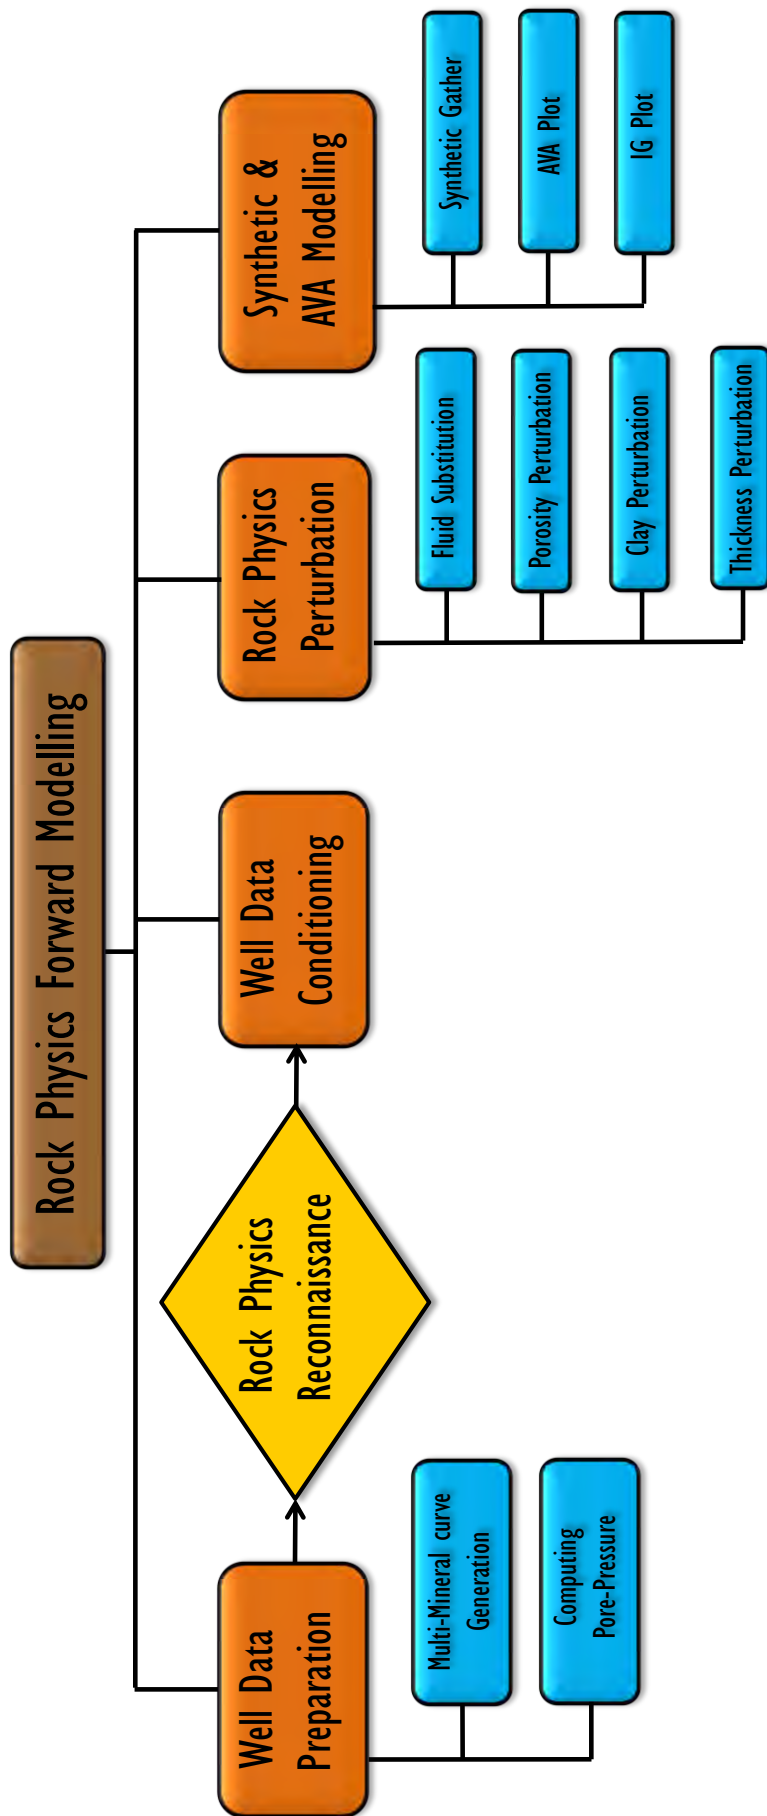 Rock Physics Forward Modelling
Well Data
Preparation
Rock Physics
Reconnaissance
Well Data
Conditioning
Rock Physics
Perturbation
Synthetic &
AVA Modelling
Multi-Mineral curve
Generation
Computing
Pore-Pressure
Fluid Substitution
Porosity Perturbation
Clay Perturbation
Thickness Perturbation
Synthetic Gather
AVA Plot
IG Plot